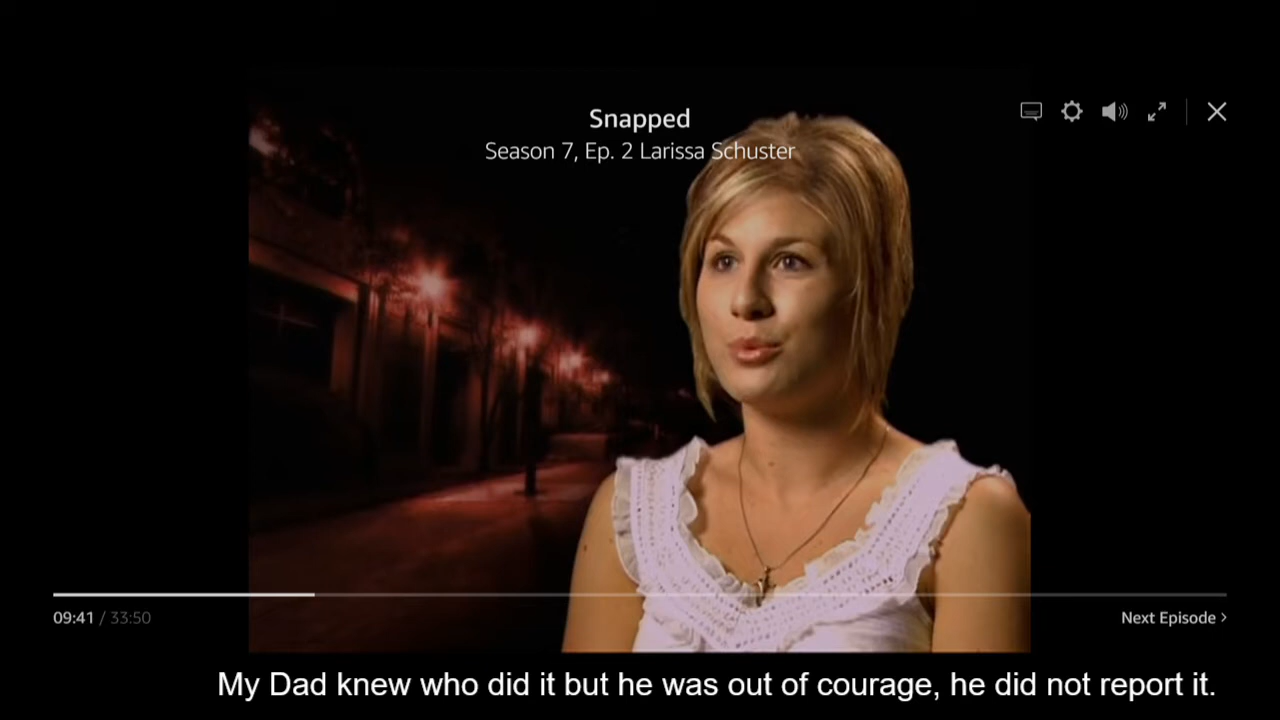 Snapped
Season 7, Ep. 2 Larissa Schuster
09:41 / 33:50
Next Episode >
My Dad knew who did it but he was out of courage, he did not report it.